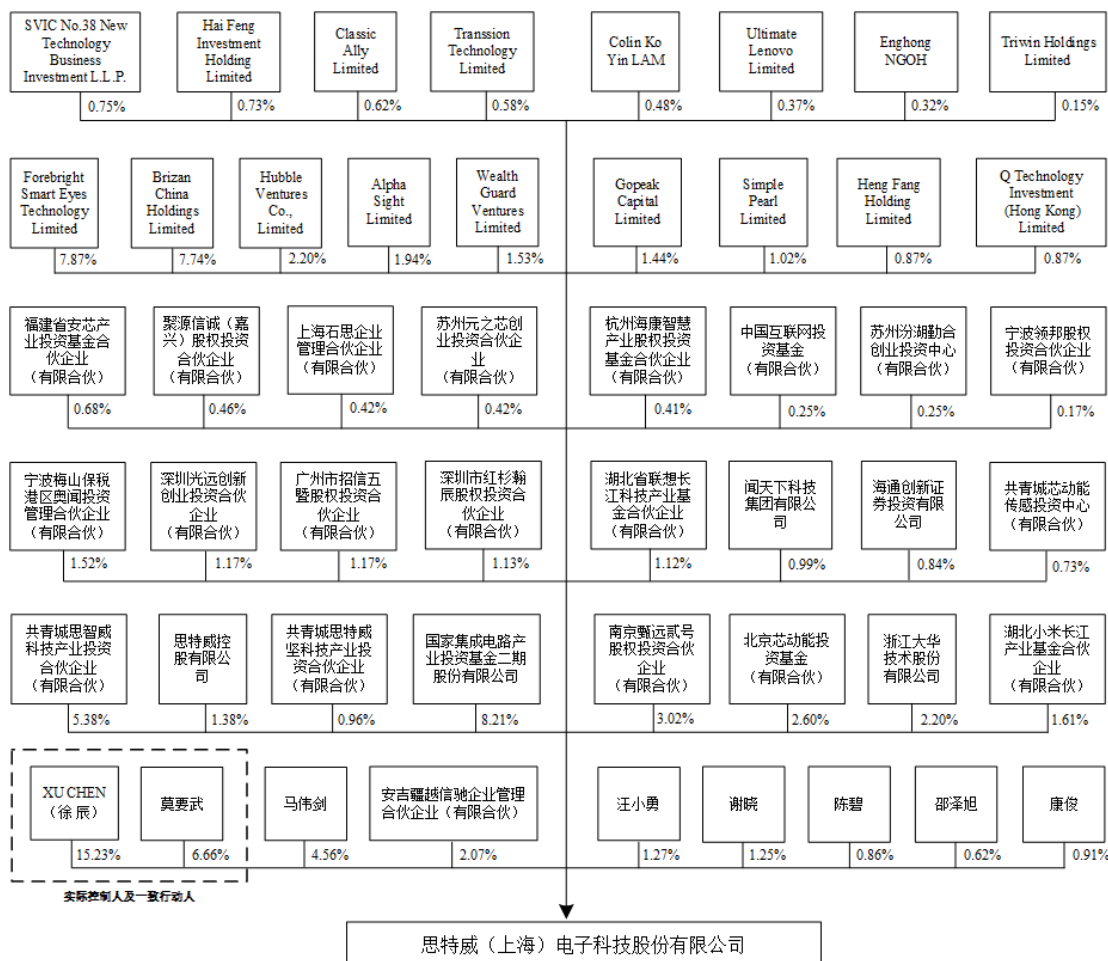 SVIC No.38 New
Technology
Business
Investment L.L.P.
Hai Feng
Investment
Holding
Limited
Classic
Ally
Limited
Transsion
Technology
Limited
Colin Ko
Yin LAM
Ultimate
Lenovo
Limited
Enghong
NGOH
Triwin Holdings
Limited
0.75%
0.73%
0.62%
0.58%
0.48%
0.37%
0.32%
0.15%
Forebright
Smart Eyes
Technology
Limited
Brizan
China
Holdings
Limited
Hubble
Ventures
Co.,
Limited
Alpha
Sight
Limited
Wealth
Guard
Ventures
Limited
Gopeak
Capital
Limited
Simple
Pearl
Limited
Heng Fang
Holding
Limited
Q Technology
Investment
(Hong Kong)
Limited
7.87%
7.74%
2.20%
1.94%
1.53%
1.44%
1.02%
0.87%
0.87%
福建省安芯产
业投资基金合
伙企业
（有限合伙）
聚源信诚（嘉
兴）股权投资
合伙企业
（有限合伙）
上海石思企业
管理合伙企业
（有限合伙）
苏州元之芯创
业投资合伙企
业
（有限合伙）
杭州海康智慧
产业股权投资
基金合伙企业
（有限合伙）
中国互联网投
资基金
（有限合伙）
苏州汾湖勤合
创业投资中心
（有限合伙）
宁波领邦股权
投资合伙企业
（有限合伙）
0.68%
0.46%
0.42%
0.42%
0.41%
0.25%
0.25%
0.17%
宁波梅山保税
港区奥闻投资
管理合伙企业
（有限合伙）
深圳光远创新
创业投资合伙
企业
（有限合伙）
广州市招信五
暨股权投资合
伙企业
（有限合伙）
深圳市红杉瀚
辰股权投资合
伙企业
（有限合伙）
湖北省联想长
江科技产业基
金合伙企业
（有限合伙）
闻天下科技
集团有限公
司
海通创新证
券投资有限
公司
共青城芯动能
传感投资中心
（有限合伙）
1.52%
1.17%
1.17%
1.13%
1.12%
0.99%
0.84%
0.73%
共青城思智威
科技产业投资
合伙企业
（有限合伙）
思特威控
股有限公
司
共青城思特威
坚科技产业投
资合伙企业
（有限合伙）
国家集成电路产
业投资基金二期
股份有限公司
南京甄远贰号
股权投资合伙
企业
（有限合伙）
北京芯动能投
资基金
（有限合伙）
浙江大华
技术股份
有限公司
湖北小米长江
产业基金合伙
企业
（有限合伙）
5.38%
1.38%
0.96%
8.21%
3.02%
2.60%
2.20%
1.61%
XU CHEN
（徐辰）
莫要武
马伟剑
安吉疆越信驰企业管理
合伙企业（有限合伙）
汪小勇
谢晓
陈碧
邵泽旭
康俊
15.23%
6.66%
4.56%
2.07%
1.27%
1.25%
0.86%
0.62%
0.91%
实际控制人及一致行动人
思特威（上海）电子科技股份有限公司